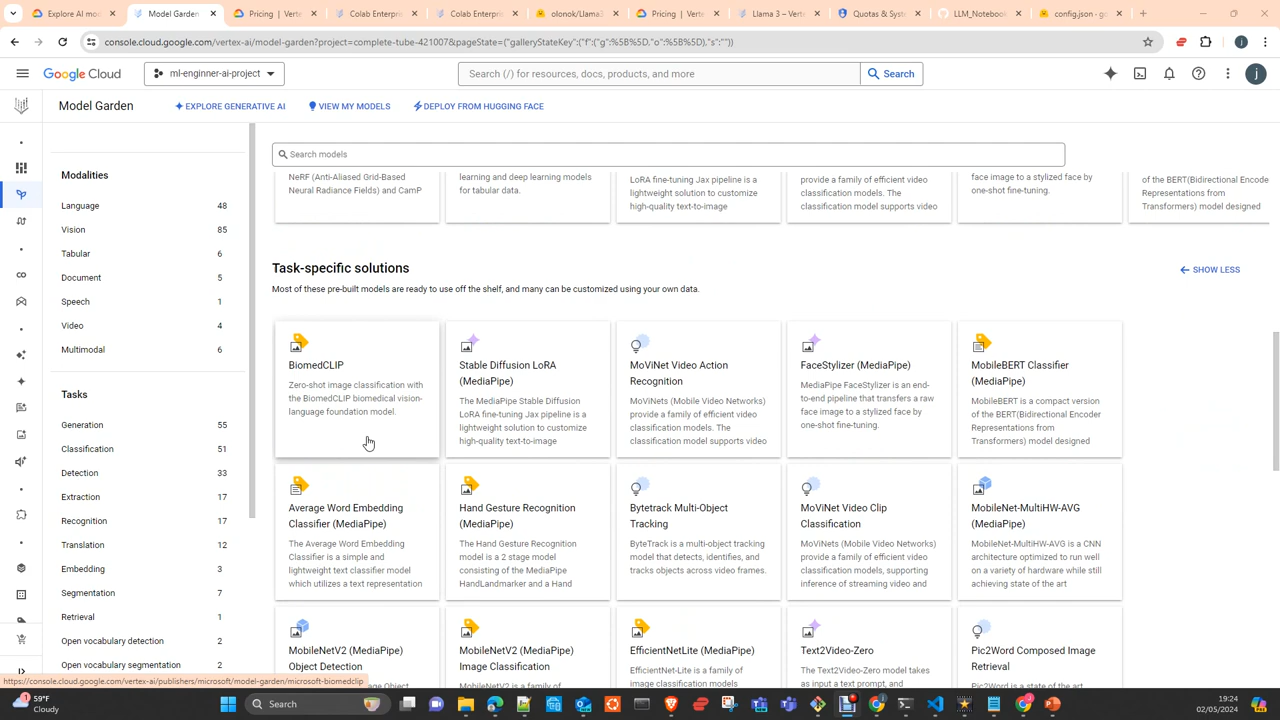 Explore AI mode
Model Garden
Pricing | Verte
Colab Enterpri
Colab Enterpri
olonok/Llama3
Pricing | Verte
Llama 3 – Verte
Quotas & Syste
LLM_Notebook
config.json - go
console.cloud.google.com/vertex-ai/model-garden?project=complete-tube-421007&pageState=("galleryStateKey":("f":("g":%5B%5D,"o":%5B%5D),"s":""))
Google Cloud
ml-enginner-ai-project
Search (/) for resources, docs, products, and more
Search
j
Model Garden
EXPLORE GENERATIVE AI
VIEW MY MODELS
DEPLOY FROM HUGGING FACE
Search models
Modalities
Language 48
Vision 85
Tabular 6
Document 5
Speech 1
Video 4
Multimodal 6
Tasks
Generation 55
Classification 51
Detection 33
Extraction 17
Recognition 17
Translation 12
Embedding 3
Segmentation 7
Retrieval 1
Open vocabulary detection 2
Open vocabulary segmentation 2
NeRF (Anti-Aliased Grid-Based
Neural Radiance Fields) and CamP
learning and deep learning models
for tabular data.
LoRA fine-tuning Jax pipeline is a
lightweight solution to customize
high-quality text-to-image
provide a family of efficient video
classification models. The
classification model supports video
face image to a stylized face by
one-shot fine-tuning.
of the BERT(Bidirectional Encode
Representations from
Transformers) model designed
Task-specific solutions
SHOW LESS
Most of these pre-built models are ready to use off the shelf, and many can be customized using your own data.
BiomedCLIP
Zero-shot image classification with
the BiomedCLIP biomedical vision-
language foundation model.
Stable Diffusion LoRA
(MediaPipe)
The MediaPipe Stable Diffusion
LoRA fine-tuning Jax pipeline is a
lightweight solution to customize
high-quality text-to-image
MoViNet Video Action
Recognition
MoViNets (Mobile Video Networks)
provide a family of efficient video
classification models. The
classification model supports video
FaceStylizer (MediaPipe)
MediaPipe FaceStylizer is an end-
to-end pipeline that transfers a raw
face image to a stylized face by
one-shot fine-tuning.
MobileBERT Classifier
(MediaPipe)
MobileBERT is a compact version
of the BERT(Bidirectional Encoder
Representations from
Transformers) model designed
Average Word Embedding
Classifier (MediaPipe)
The Average Word Embedding
Classifier is a simple and
lightweight text classifier model
which utilizes a text representation
Hand Gesture Recognition
(MediaPipe)
The Hand Gesture Recognition
model is a 2 stage model
consisting of the MediaPipe
HandLandmarker and a Hand
Bytetrack Multi-Object
Tracking
ByteTrack is a multi-object tracking
model that detects, identifies, and
tracks objects across video frames.
MoViNet Video Clip
Classification
MoViNets (Mobile Video Networks)
provide a family of efficient video
classification models, supporting
inference of streaming video and
MobileNet-MultiHW-AVG
(MediaPipe)
MobileNet-MultiHW-AVG is a CNN
architecture optimized to run well
on a variety of hardware while still
achieving state of the art
MobileNetV2 (MediaPipe)
Object Detection
MobileNetV2 (MediaPipe)
Image Classification
MobileNetV2 is a family of
EfficientNet-Lite (MediaPipe)
EfficientNet-Lite is a family of
image classification models
Text2Video-Zero
The Text2Video-Zero model takes
as input a text prompt, and
Pic2Word Composed Image
Retrieval
Pic2Word is a state of the art
https://console.cloud.google.com/vertex-ai/publishers/microsoft/model-garden/microsoft-biomedclip
59°F
Cloudy
Search
19:24
02/05/2024